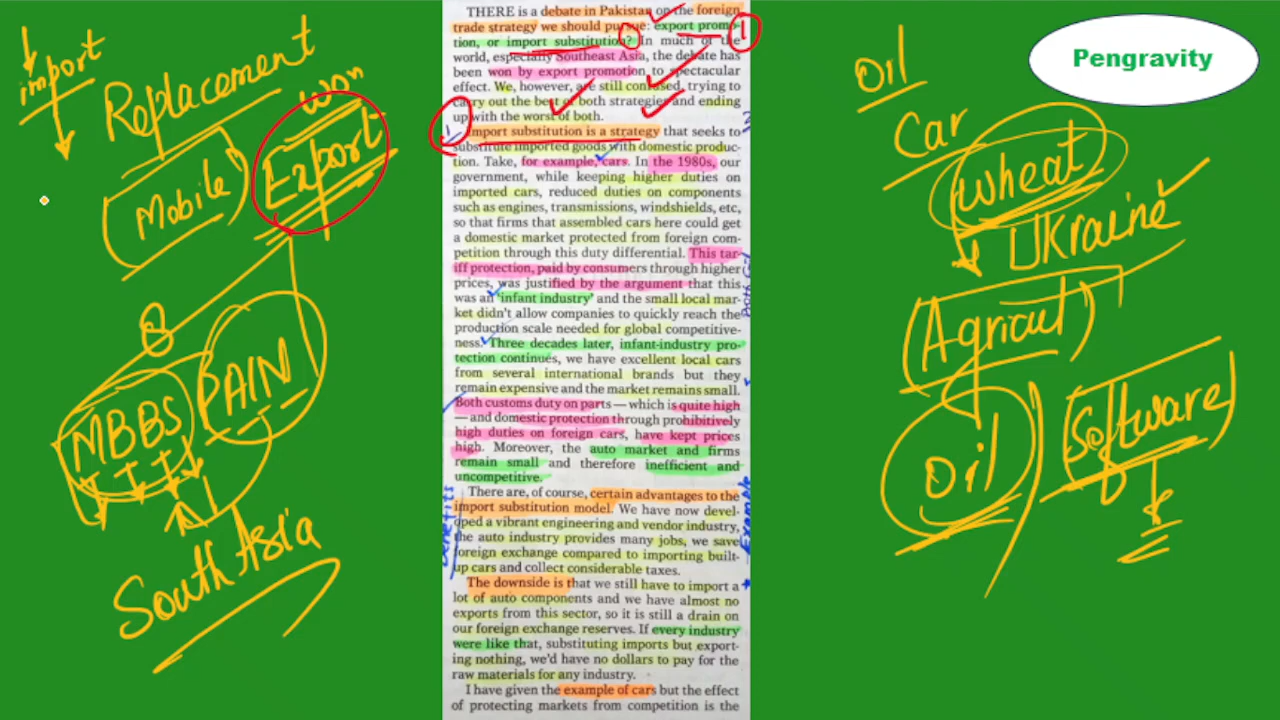 import
Replacement
Mobile
won
Export
MBBS
PAIN
South Asia
THERE is a debate in Pakistan on the foreign
trade strategy we should pursue: export promo-
tion, or import substitution? In much of the
world, especially Southeast Asia, the debate has
been won by export promotion, to spectacular
effect. We, however, are still confused, trying to
carry out the best of both strategies and ending
up with the worst of both.
Import substitution is a strategy that seeks to
substitute imported goods with domestic produc-
tion. Take, for example, cars. In the 1980s, our
government, while keeping higher duties on
imported cars, reduced duties on components
such as engines, transmissions, windshields, etc,
so that firms that assembled cars here could get
a domestic market protected from foreign com-
petition through this duty differential. This tar-
iff protection, paid by consumers through higher
prices, was justified by the argument that this
was an 'infant industry' and the small local mar-
ket didn't allow companies to quickly reach the
production scale needed for global competitive-
ness. Three decades later, infant-industry pro-
tection continues, we have excellent local cars
from several international brands but they
remain expensive and the market remains small.
Both customs duty on parts — which is quite high
— and domestic protection through prohibitively
high duties on foreign cars, have kept prices
high. Moreover, the auto market and firms
remain small and therefore inefficient and
uncompetitive.
There are, of course, certain advantages to the
import substitution model. We have now devel-
oped a vibrant engineering and vendor industry,
the auto industry provides many jobs, we save
foreign exchange compared to importing built-
up cars and collect considerable taxes.
The downside is that we still have to import a
lot of auto components and we have almost no
exports from this sector, so it is still a drain on
our foreign exchange reserves. If every industry
were like that, substituting imports but export-
ing nothing, we'd have no dollars to pay for the
raw materials for any industry.
I have given the example of cars but the effect
of protecting markets from competition is the
Benefits
Example
Pengravity
Oil
Car
Wheat
Ukraine
Agricut
Oil
Software